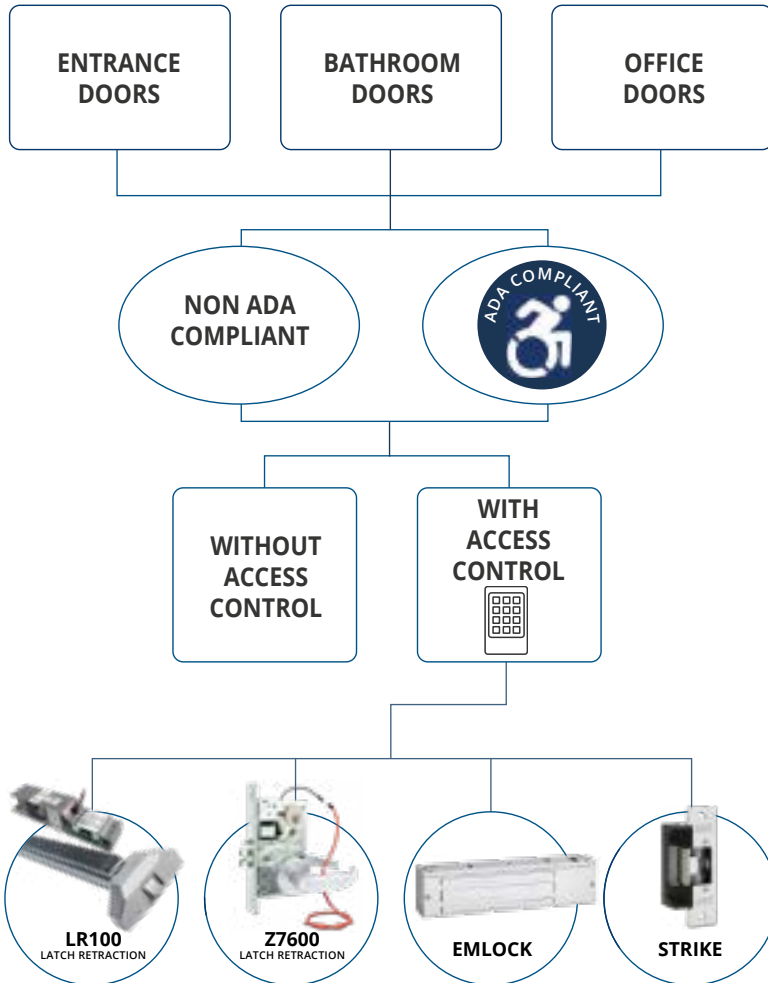 ENTRANCE
DOORS
BATHROOM
DOORS
OFFICE
DOORS
NON ADA
COMPLIANT
ADA COMPLIANT
WITHOUT
ACCESS
CONTROL
WITH
ACCESS
CONTROL
LR100
LATCH RETRACTION
Z7600
LATCH RETRACTION
EMLOCK
STRIKE